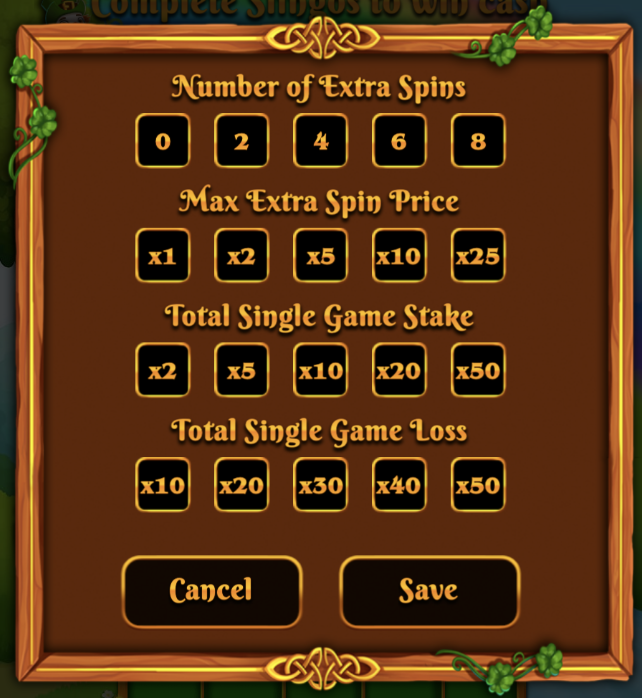 Complete Slingos to win cash
Number of Extra Spins
0 2 4 6 8
Max Extra Spin Price
x1 x2 x5 x10 x25
Total Single Game Stake
x2 x5 x10 x20 x50
Total Single Game Loss
x10 x20 x30 x40 x50
Cancel Save